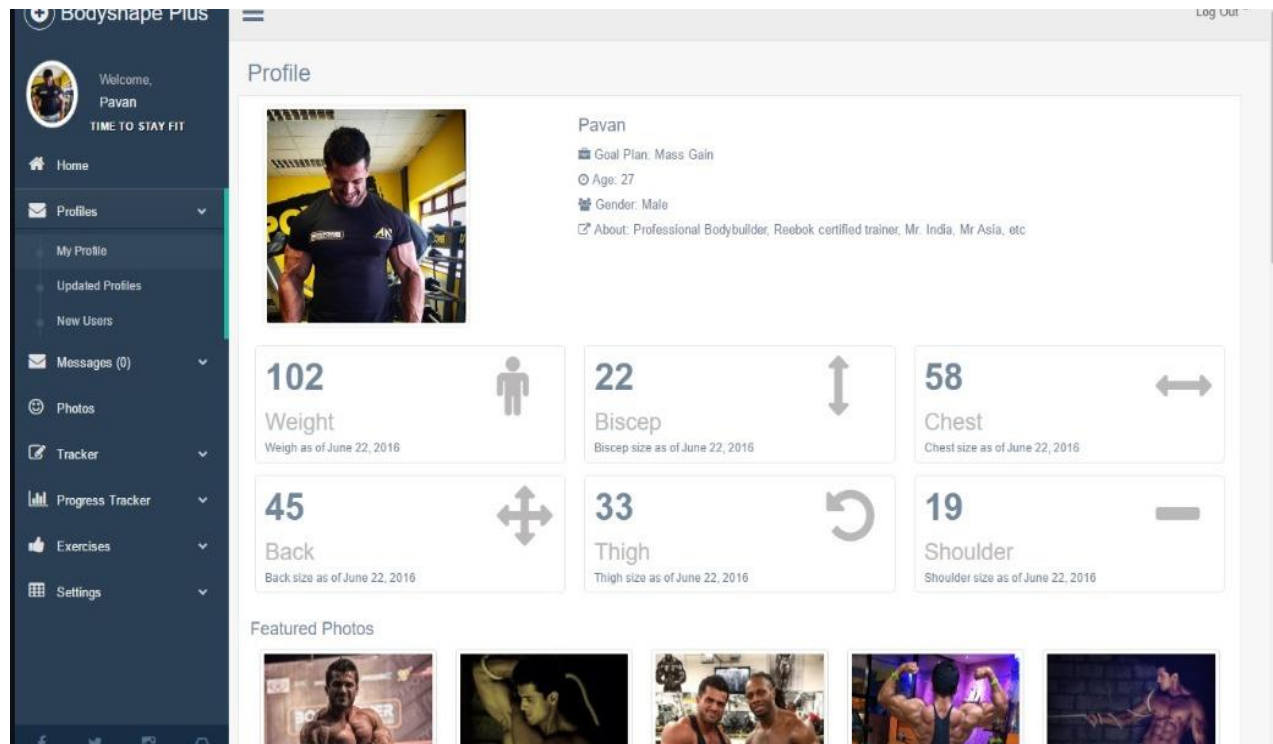 Bodyshape Plus
Log Out
Welcome,
Pavan
TIME TO STAY FIT
Home
Profiles
My Profile
Updated Profiles
New Users
Messages (0)
Photos
Tracker
Progress Tracker
Exercises
Settings
Profile
Pavan
Goal Plan: Mass Gain
Age: 27
Gender: Male
About: Professional Bodybuilder, Reebok certified trainer, Mr. India, Mr Asia, etc
102
Weight
Weigh as of June 22, 2016
22
Biscep
Biscep size as of June 22, 2016
58
Chest
Chest size as of June 22, 2016
45
Back
Back size as of June 22, 2016
33
Thigh
Thigh size as of June 22, 2016
19
Shoulder
Shoulder size as of June 22, 2016
Featured Photos